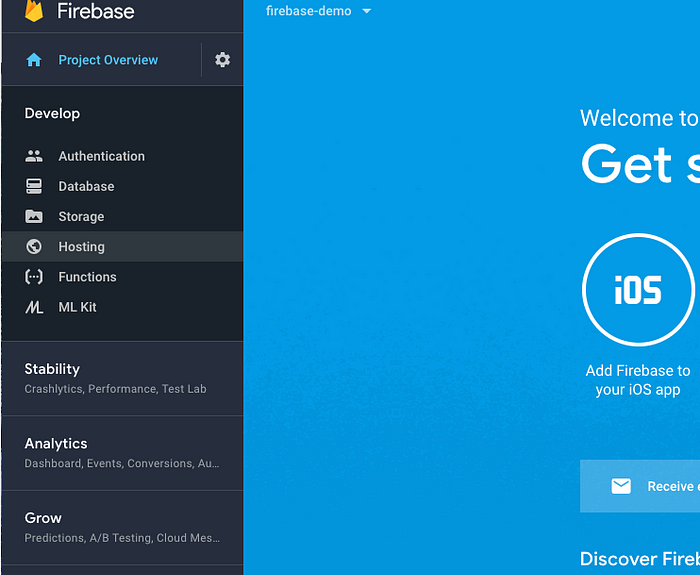 Firebase
firebase-demo
Project Overview
Develop
Authentication
Database
Storage
Hosting
Functions
ML Kit
Stability
Crashlytics, Performance, Test Lab
Analytics
Dashboard, Events, Conversions, Au...
Grow
Predictions, A/B Testing, Cloud Mes...
Welcome to
Get s
iOS
Add Firebase to
your iOS app
Receive e
Discover Fireb